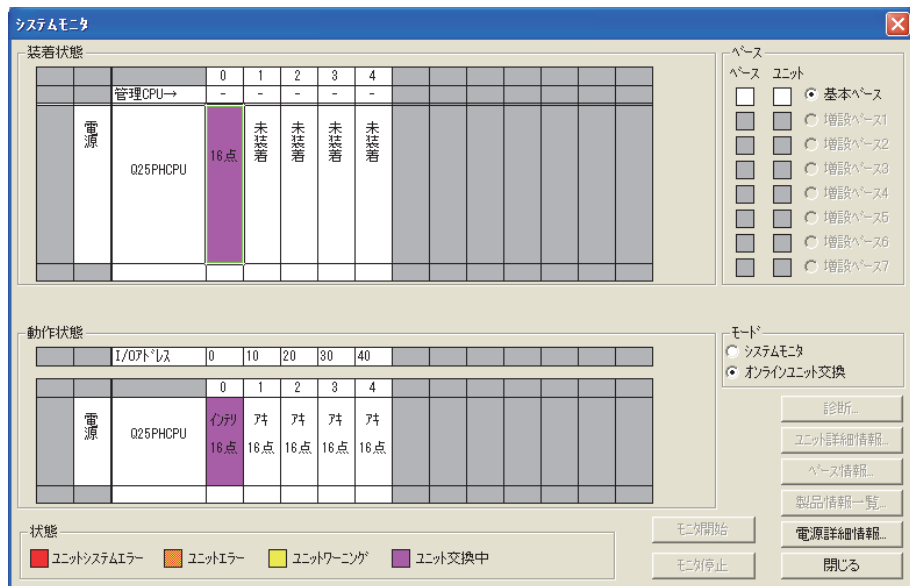 システムモニタ
装着状態
0 1 2 3 4
管理CPU→ - - - - -
電源 Q25PHCPU 16点 未装着 未装着 未装着 未装着
ベース
ベース ユニット
基本ベース
増設ベース1
増設ベース2
増設ベース3
増設ベース4
増設ベース5
増設ベース6
増設ベース7
動作状態
I/Oアドレス 0 10 20 30 40
0 1 2 3 4
電源 Q25PHCPU インテリ アキ アキ アキ アキ
16点 16点 16点 16点 16点
モード
システムモニタ
オンラインユニット交換
診断...
ユニット詳細情報...
ベース情報...
製品情報一覧...
電源詳細情報...
閉じる
モニタ開始
モニタ停止
状態
ユニットシステムエラー ユニットエラー ユニットワーニング ユニット交換中